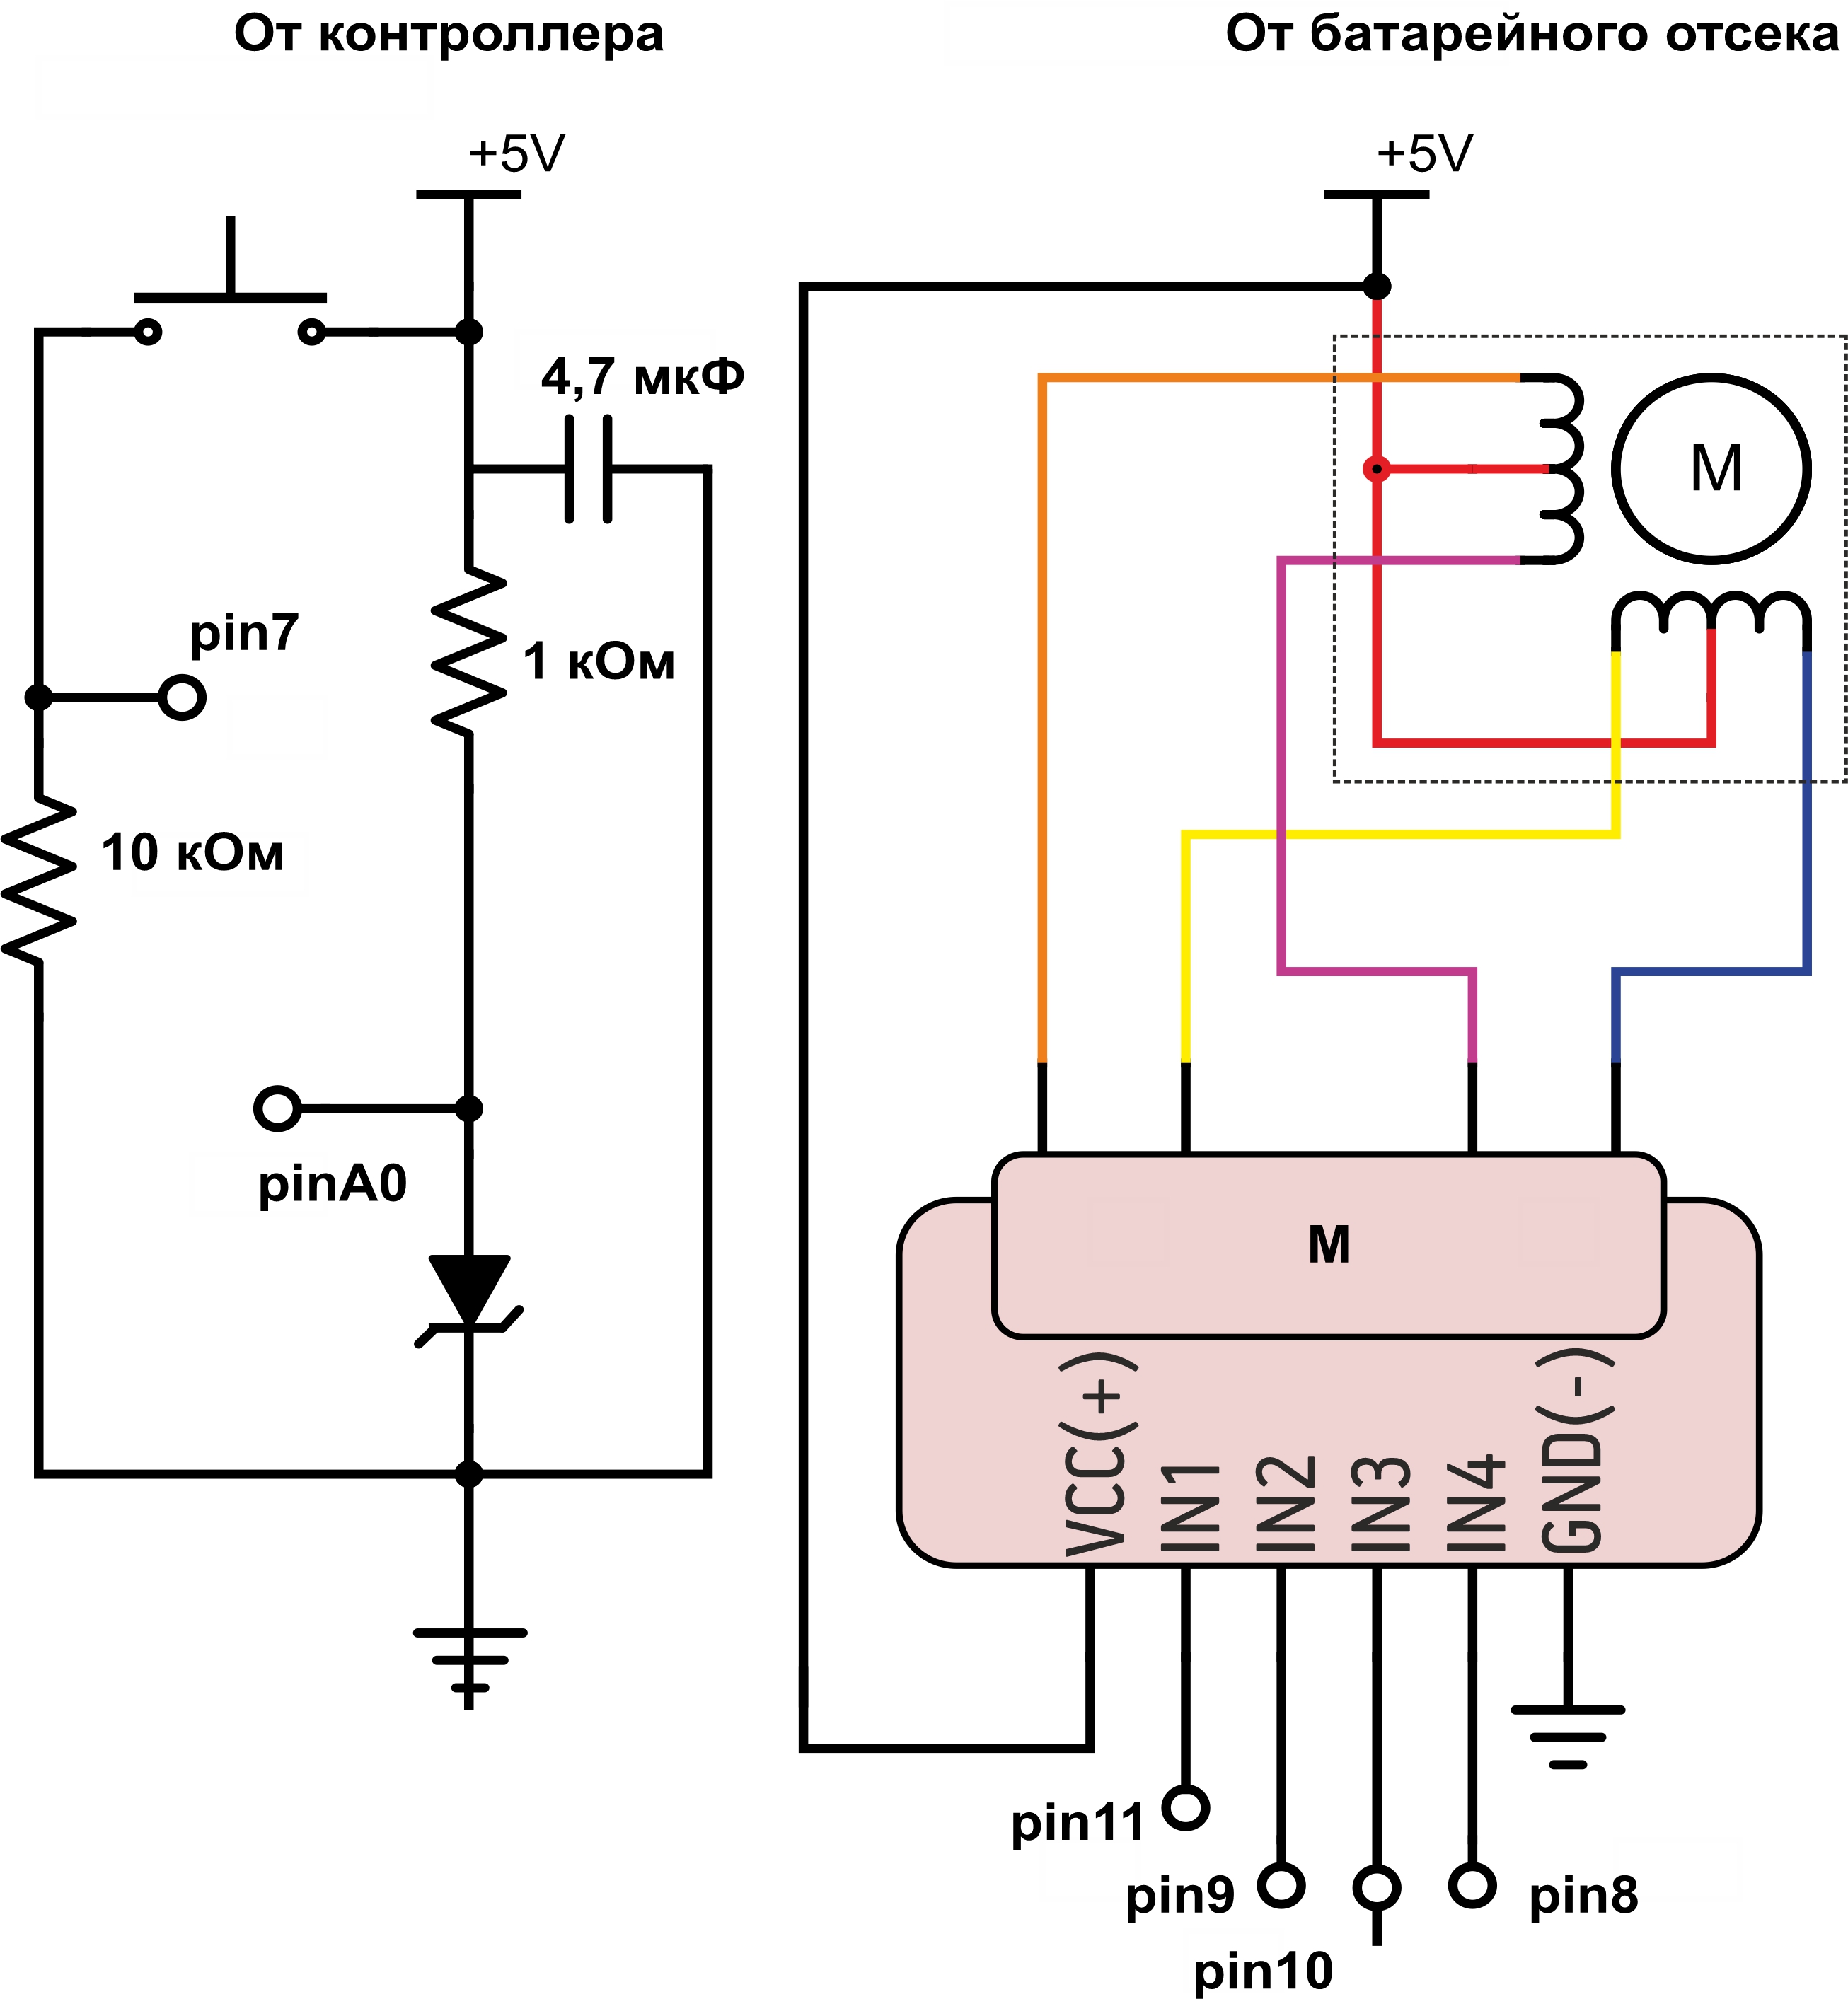 От контроллера
От батарейного отсека
+5V
+5V
4,7 мкФ
M
pin7
1 кОм
10 кОм
pinA0
M
VCC(+)
IN1
IN2
IN3
IN4
GND(-)
pin11
pin9
pin8
pin10